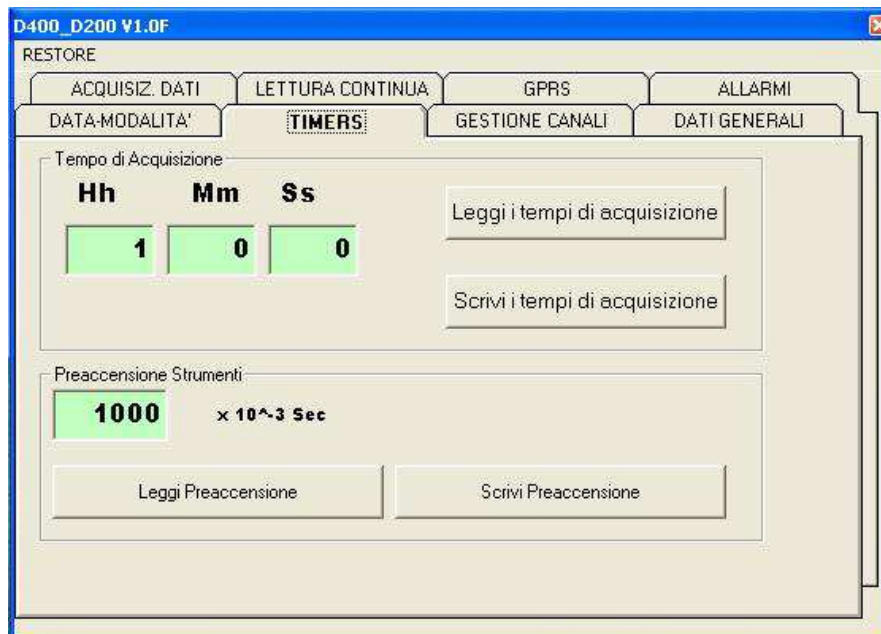 D400_D200 V1.0F
RESTORE
ACQUISIZ. DATI LETTURA CONTINUA GPRS ALLARMI
DATA-MODALITA' TIMERS GESTIONE CANALI DATI GENERALI
Tempo di Acquisizione
Hh Mm Ss
Leggi i tempi di acquisizione
1 0 0
Scrivi i tempi di acquisizione
Preaccensione Strumenti
1000 x 10^-3 Sec
Leggi Preaccensione Scrivi Preaccensione